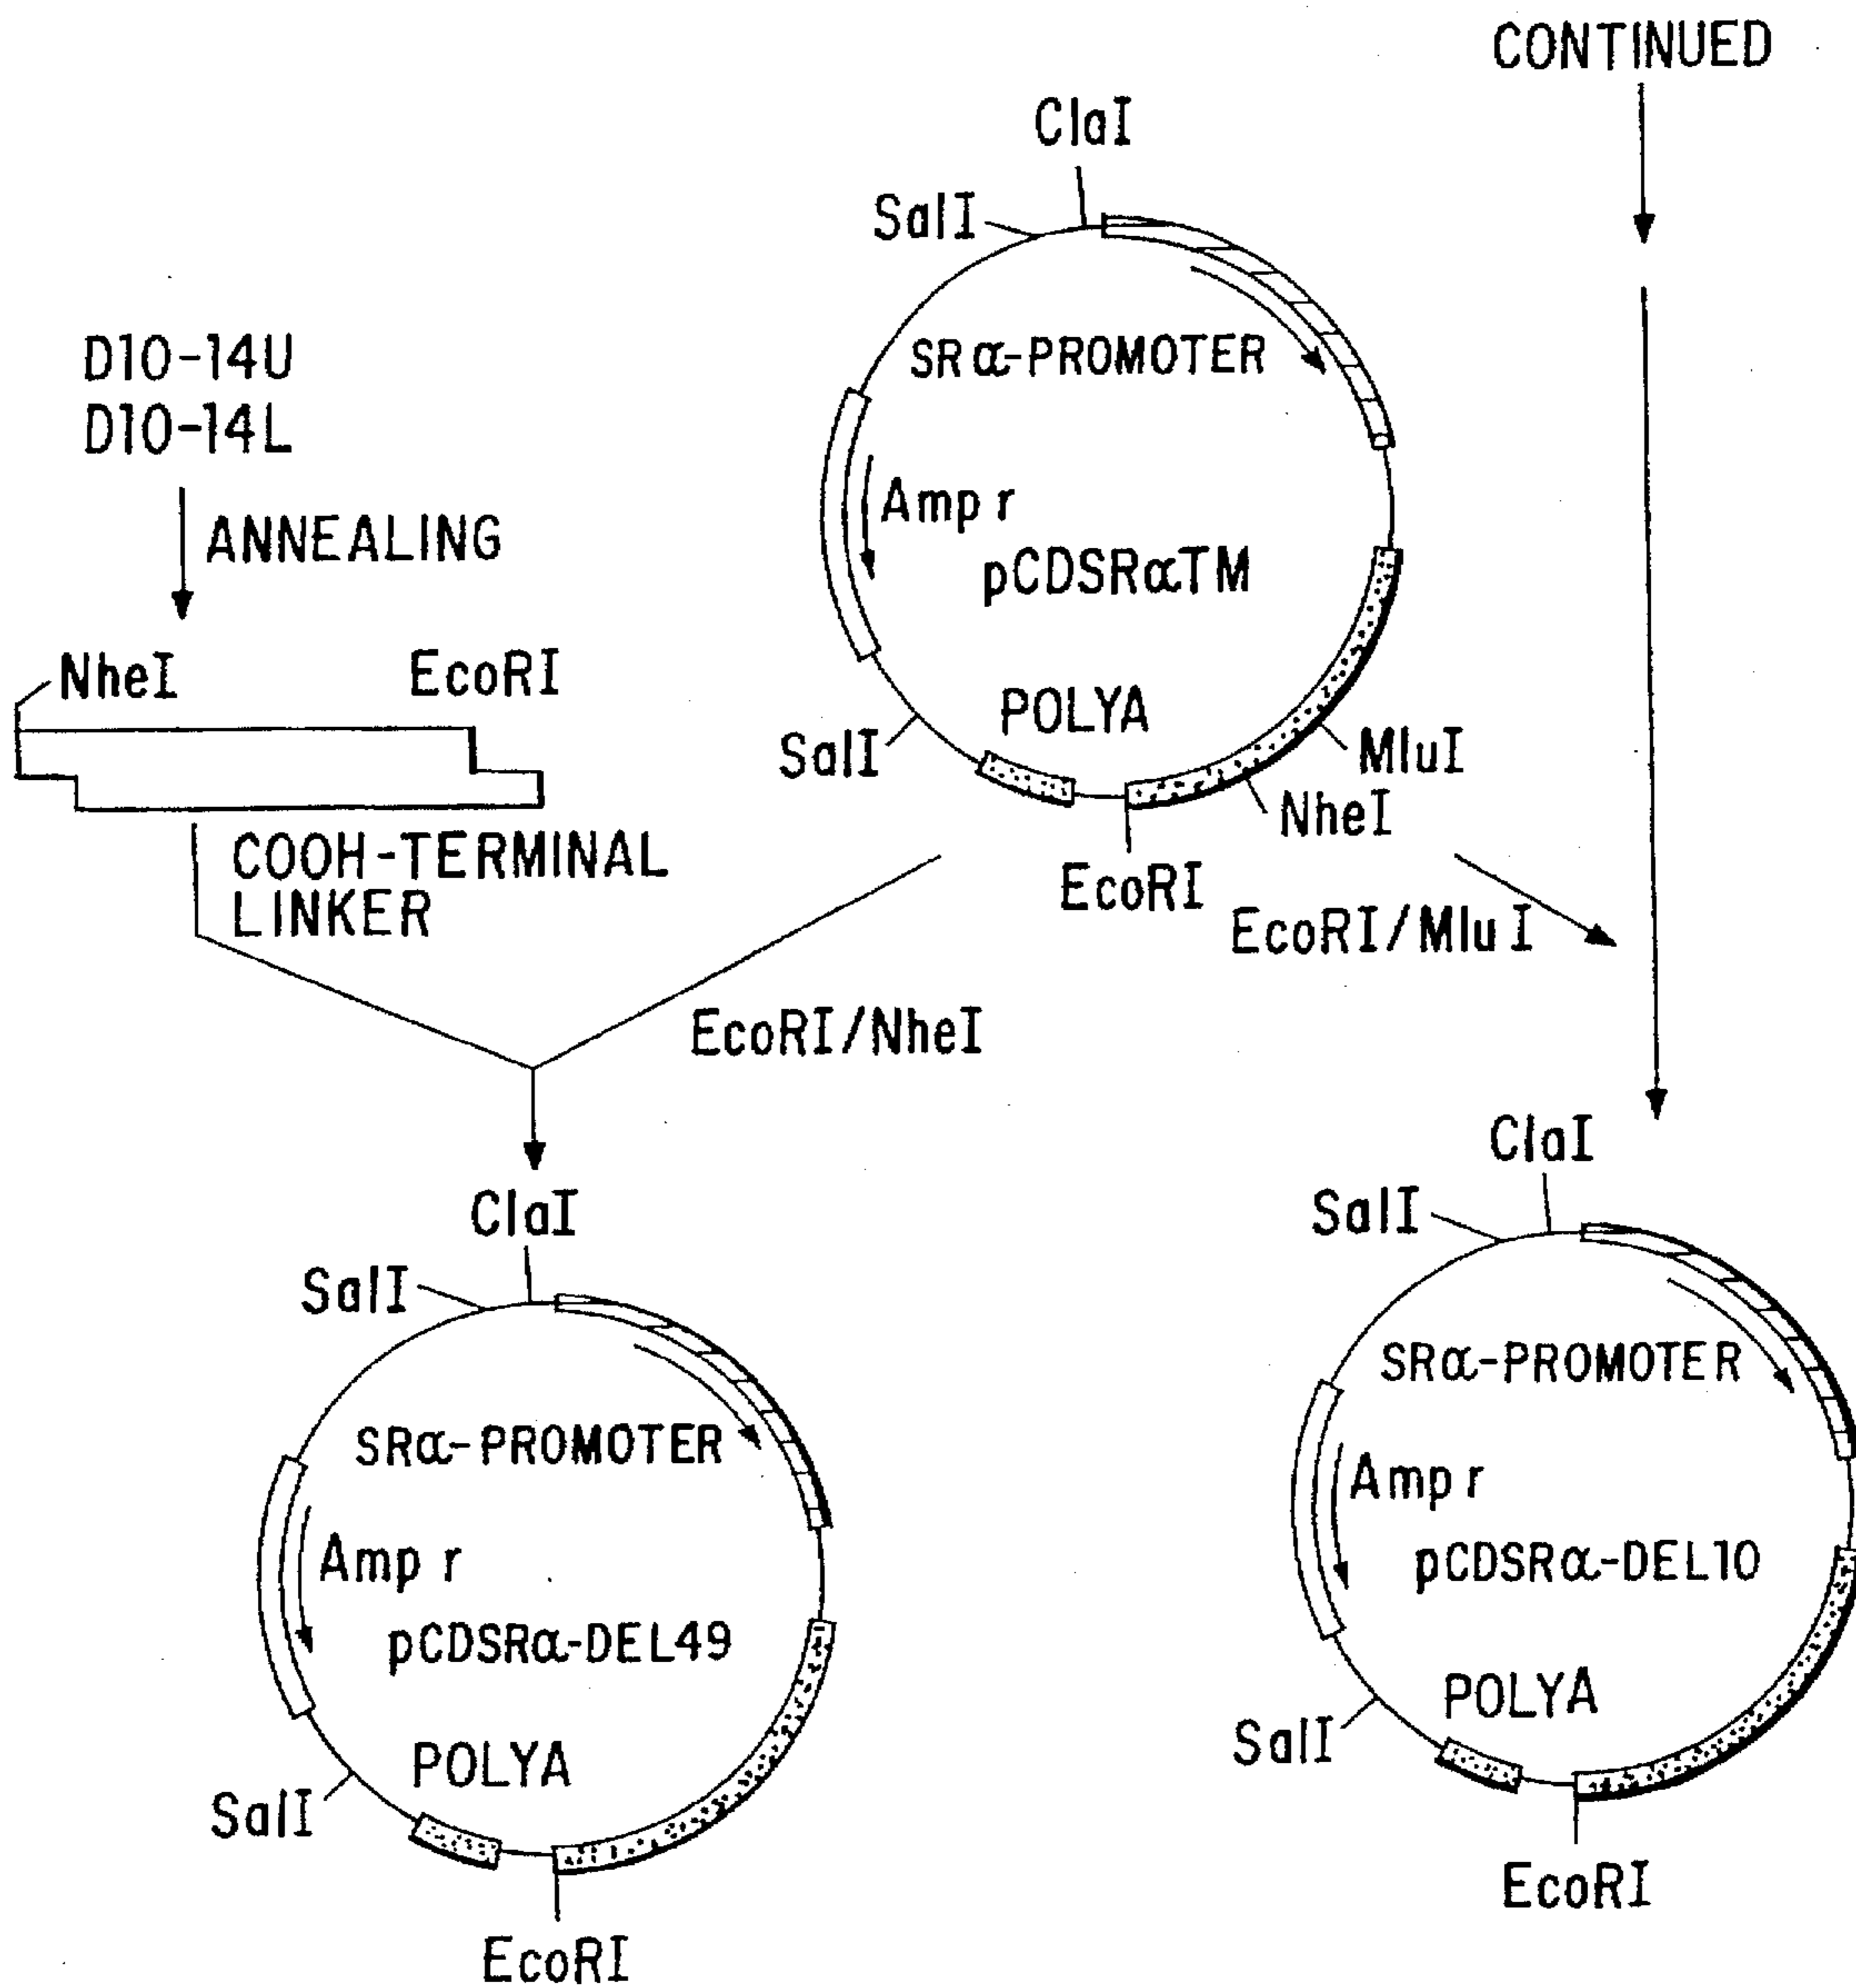 CONTINUED
ClaI
SalI
SRα-PROMOTER
Amp r
pCDSRαTM
POLYA
SalI
MluI
NheI
EcoRI
D10-14U
D10-14L
ANNEALING
NheI
EcoRI
COOH-TERMINAL
LINKER
EcoRI/NheI
EcoRI/MluI
ClaI
SalI
SRα-PROMOTER
Amp r
pCDSRα-DEL49
POLYA
SalI
EcoRI
ClaI
SalI
SRα-PROMOTER
Amp r
pCDSRα-DEL10
POLYA
SalI
EcoRI